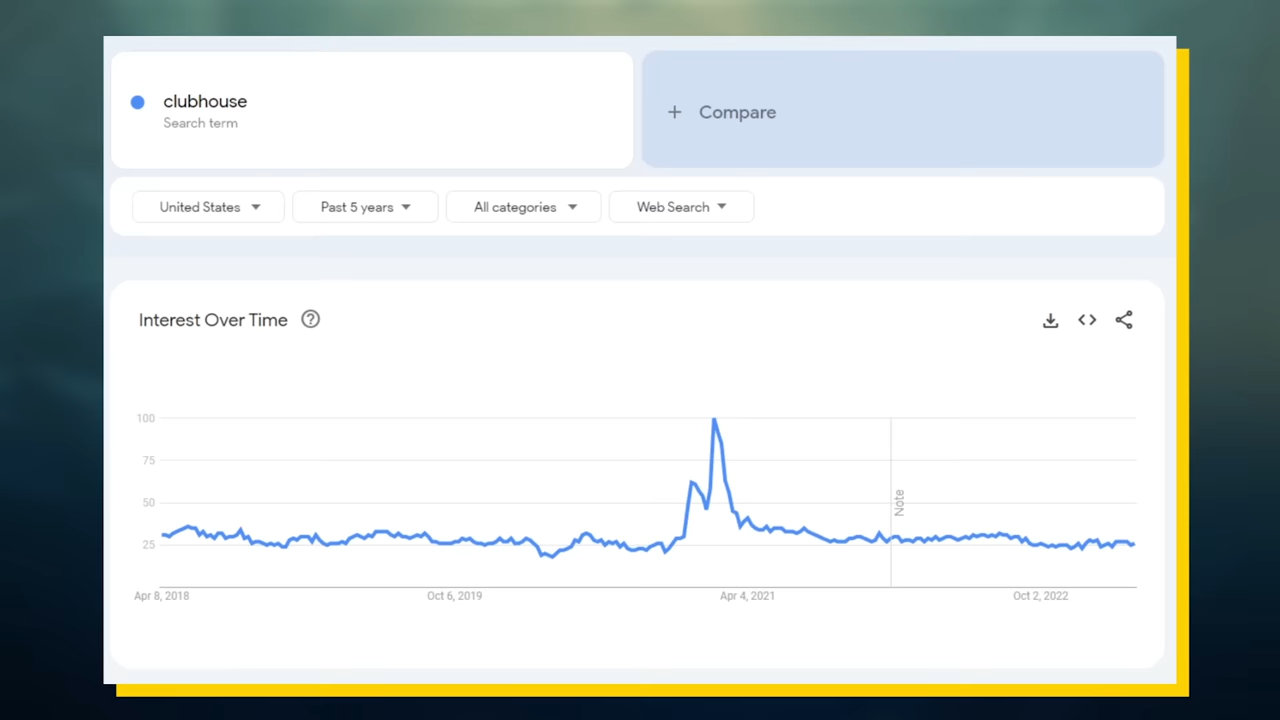 clubhouse
Search term
+ Compare
United States
Past 5 years
All categories
Web Search
Interest Over Time
100
75
50
25
Note
Apr 8, 2018
Oct 6, 2019
Apr 4, 2021
Oct 2, 2022